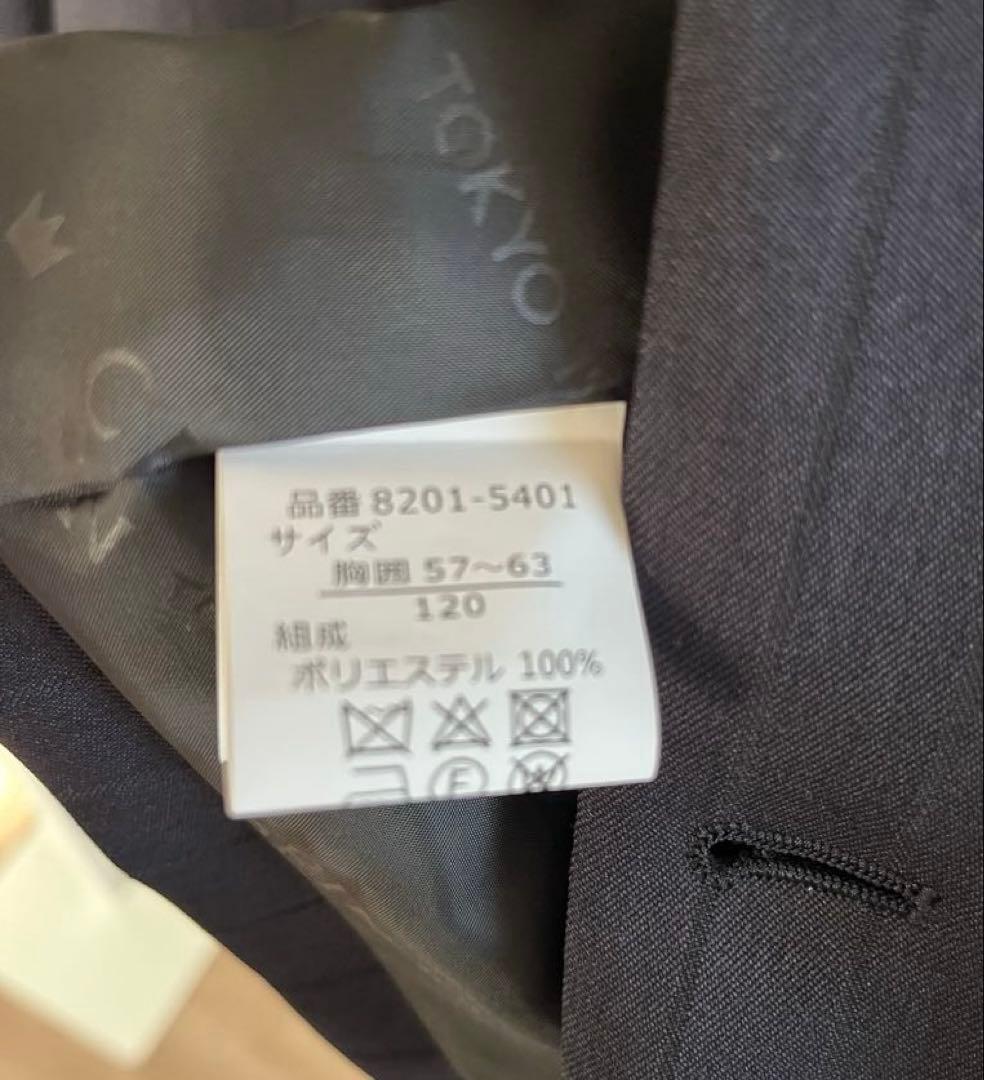 TOKYO
品番 8201-5401
サイズ
胸囲 57～63
120
組成
ポリエステル 100%